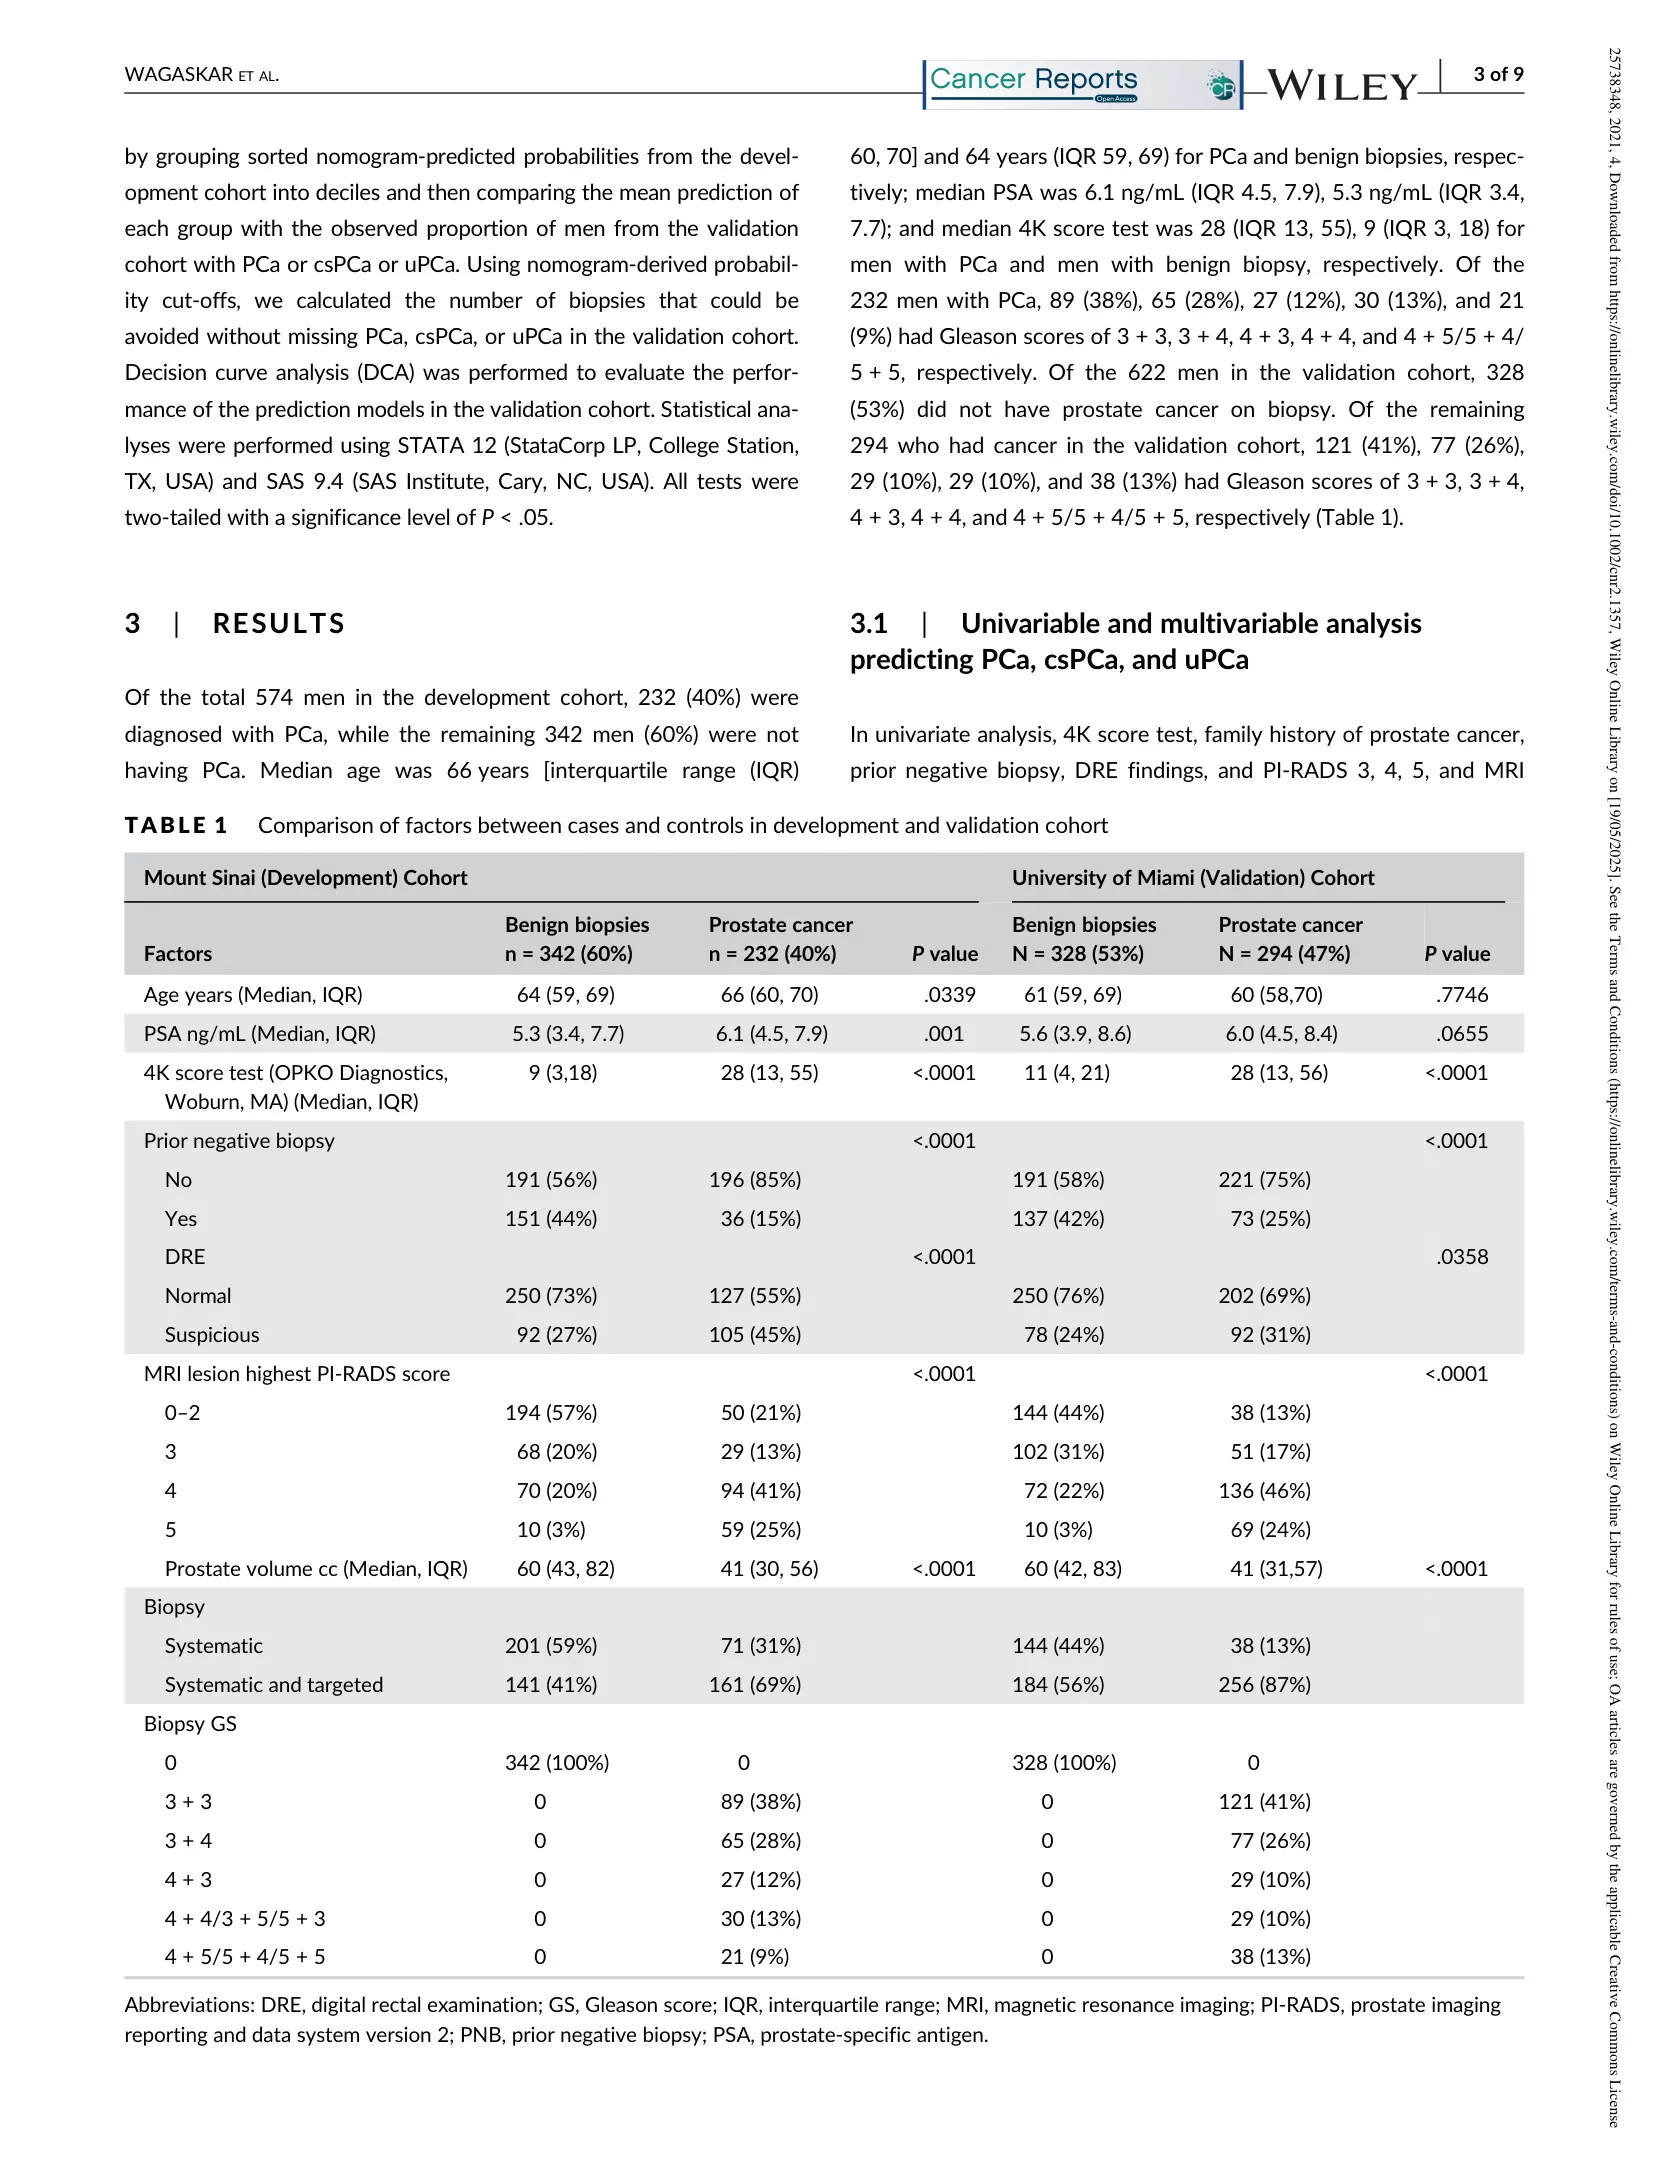 WAGASKAR ET AL.
Cancer Reports
Open Access
CR
WILEY
3 of 9
by grouping sorted nomogram-predicted probabilities from the devel-
opment cohort into deciles and then comparing the mean prediction of
each group with the observed proportion of men from the validation
cohort with PCa or csPCa or uPCa. Using nomogram-derived probabil-
ity cut-offs, we calculated the number of biopsies that could be
avoided without missing PCa, csPCa, or uPCa in the validation cohort.
Decision curve analysis (DCA) was performed to evaluate the perfor-
mance of the prediction models in the validation cohort. Statistical ana-
lyses were performed using STATA 12 (StataCorp LP, College Station,
TX, USA) and SAS 9.4 (SAS Institute, Cary, NC, USA). All tests were
two-tailed with a significance level of P < .05.
3 | RESULTS
Of the total 574 men in the development cohort, 232 (40%) were
diagnosed with PCa, while the remaining 342 men (60%) were not
having PCa. Median age was 66 years [interquartile range (IQR)
60, 70] and 64 years (IQR 59, 69) for PCa and benign biopsies, respec-
tively; median PSA was 6.1 ng/mL (IQR 4.5, 7.9), 5.3 ng/mL (IQR 3.4,
7.7); and median 4K score test was 28 (IQR 13, 55), 9 (IQR 3, 18) for
men with PCa and men with benign biopsy, respectively. Of the
232 men with PCa, 89 (38%), 65 (28%), 27 (12%), 30 (13%), and 21
(9%) had Gleason scores of 3 + 3, 3 + 4, 4 + 3, 4 + 4, and 4 + 5/5 + 4/
5 + 5, respectively. Of the 622 men in the validation cohort, 328
(53%) did not have prostate cancer on biopsy. Of the remaining
294 who had cancer in the validation cohort, 121 (41%), 77 (26%),
29 (10%), 29 (10%), and 38 (13%) had Gleason scores of 3 + 3, 3 + 4,
4 + 3, 4 + 4, and 4 + 5/5 + 4/5 + 5, respectively (Table 1).
3.1 | Univariable and multivariable analysis
predicting PCa, csPCa, and uPCa
In univariate analysis, 4K score test, family history of prostate cancer,
prior negative biopsy, DRE findings, and PI-RADS 3, 4, 5, and MRI
TABLE 1 Comparison of factors between cases and controls in development and validation cohort
Mount Sinai (Development) Cohort University of Miami (Validation) Cohort
Benign biopsies Prostate cancer Benign biopsies Prostate cancer
Factors n = 342 (60%) n = 232 (40%) P value N = 328 (53%) N = 294 (47%) P value
Age years (Median, IQR) 64 (59, 69) 66 (60, 70) .0339 61 (59, 69) 60 (58,70) .7746
PSA ng/mL (Median, IQR) 5.3 (3.4, 7.7) 6.1 (4.5, 7.9) .001 5.6 (3.9, 8.6) 6.0 (4.5, 8.4) .0655
4K score test (OPKO Diagnostics, 9 (3,18) 28 (13, 55) <.0001 11 (4, 21) 28 (13, 56) <.0001
Woburn, MA) (Median, IQR)
Prior negative biopsy <.0001 <.0001
No 191 (56%) 196 (85%) 191 (58%) 221 (75%)
Yes 151 (44%) 36 (15%) 137 (42%) 73 (25%)
DRE <.0001 .0358
Normal 250 (73%) 127 (55%) 250 (76%) 202 (69%)
Suspicious 92 (27%) 105 (45%) 78 (24%) 92 (31%)
MRI lesion highest PI-RADS score <.0001 <.0001
0–2 194 (57%) 50 (21%) 144 (44%) 38 (13%)
3 68 (20%) 29 (13%) 102 (31%) 51 (17%)
4 70 (20%) 94 (41%) 72 (22%) 136 (46%)
5 10 (3%) 59 (25%) 10 (3%) 69 (24%)
Prostate volume cc (Median, IQR) 60 (43, 82) 41 (30, 56) <.0001 60 (42, 83) 41 (31,57) <.0001
Biopsy
Systematic 201 (59%) 71 (31%) 144 (44%) 38 (13%)
Systematic and targeted 141 (41%) 161 (69%) 184 (56%) 256 (87%)
Biopsy GS
0 342 (100%) 0 328 (100%) 0
3 + 3 0 89 (38%) 0 121 (41%)
3 + 4 0 65 (28%) 0 77 (26%)
4 + 3 0 27 (12%) 0 29 (10%)
4 + 4/3 + 5/5 + 3 0 30 (13%) 0 29 (10%)
4 + 5/5 + 4/5 + 5 0 21 (9%) 0 38 (13%)
Abbreviations: DRE, digital rectal examination; GS, Gleason score; IQR, interquartile range; MRI, magnetic resonance imaging; PI-RADS, prostate imaging
reporting and data system version 2; PNB, prior negative biopsy; PSA, prostate-specific antigen.
25738348, 2021, 4, Downloaded from https://onlinelibrary.wiley.com/doi/10.1002/cnr2.1357, Wiley Online Library on [19/05/2025]. See the Terms and Conditions (https://onlinelibrary.wiley.com/terms-and-conditions) on Wiley Online Library for rules of use; OA articles are governed by the applicable Creative Commons License